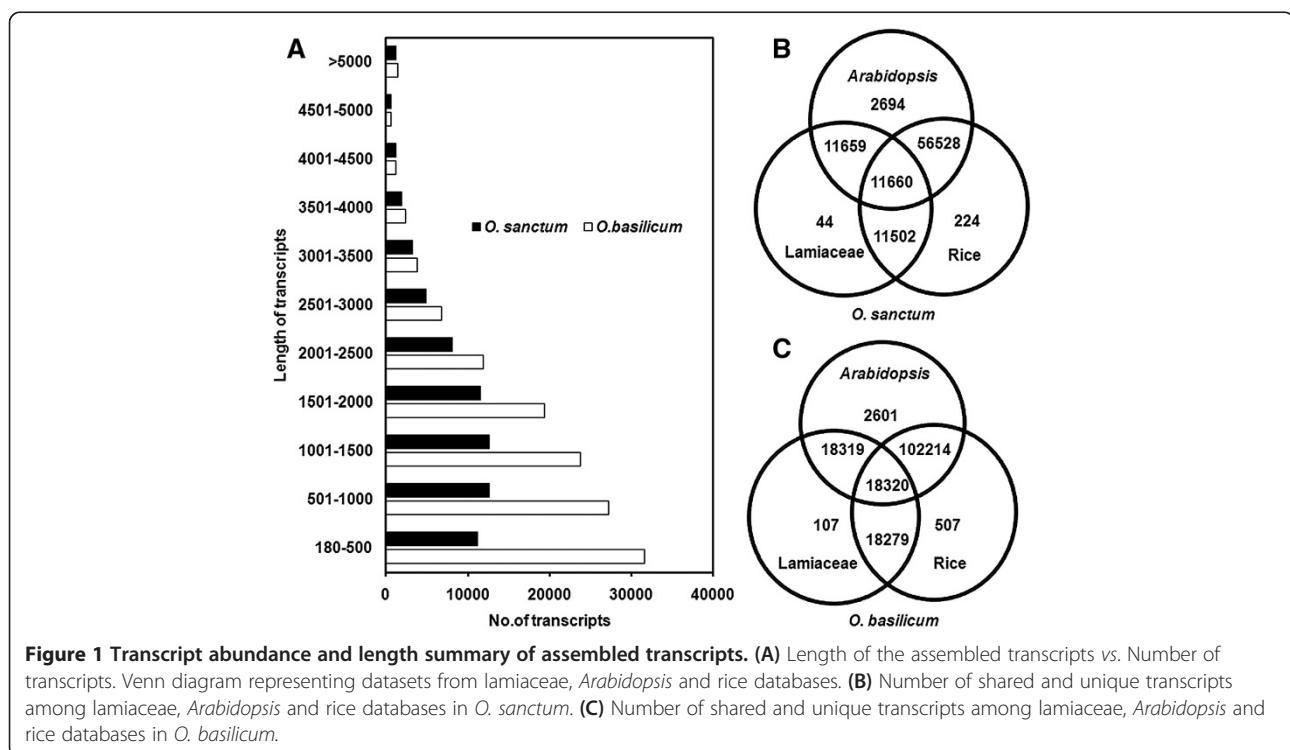 A
>5000
4501-5000
4001-4500
3501-4000
3001-3500
2501-3000
2001-2500
1501-2000
1001-1500
501-1000
180-500
Length of transcripts
O. sanctum
O.basilicum
0
10000
20000
30000
40000
No.of transcripts
B
Arabidopsis
2694
11659
56528
11660
44
11502
224
Lamiaceae
Rice
O. sanctum
C
Arabidopsis
2601
18319
102214
18320
107
18279
507
Lamiaceae
Rice
O. basilicum
Figure 1 Transcript abundance and length summary of assembled transcripts. (A) Length of the assembled transcripts vs. Number of
transcripts. Venn diagram representing datasets from lamiaceae, Arabidopsis and rice databases. (B) Number of shared and unique transcripts
among lamiaceae, Arabidopsis and rice databases in O. sanctum. (C) Number of shared and unique transcripts among lamiaceae, Arabidopsis and
rice databases in O. basilicum.